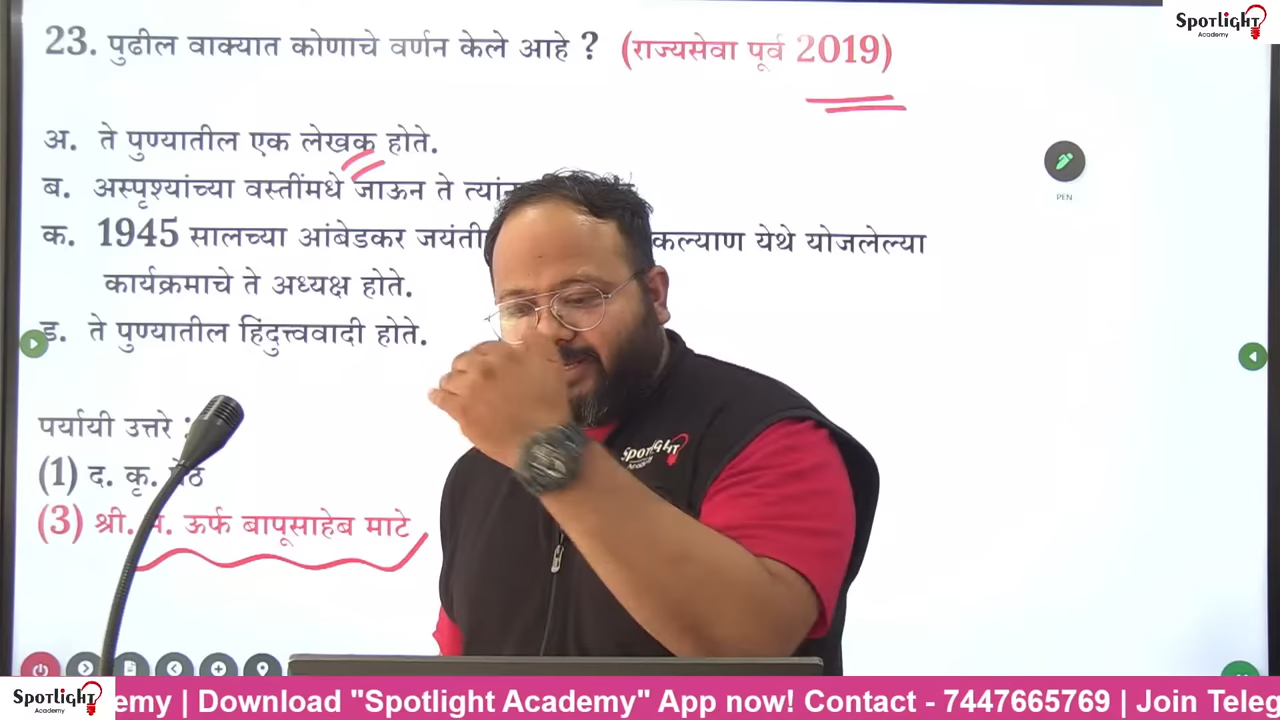 SPOTLIGHT
Academy
23. पुढील वाक्यात कोणाचे वर्णन केले आहे ? (राज्यसेवा पूर्व 2019)
अ. ते पुण्यातील एक लेखक होते.
ब. अस्पृश्यांच्या वस्तींमधे जाऊन ते
PEN
क. 1945 सालच्या आंबेडकर जयंती कल्याण येथे योजलेल्या
कार्यक्रमाचे ते अध्यक्ष होते.
ड. ते पुण्यातील हिंदुत्त्ववादी होते.
पर्यायी उत्तरे :
(1) द. कृ.
SPOTLIGHT
Academy
(3) श्री. म. ऊर्फ बापूसाहेब माटे
SPOTLIGHT
Academy
emy | Download "Spotlight Academy" App now! Contact - 7447665769 | Join Teleg